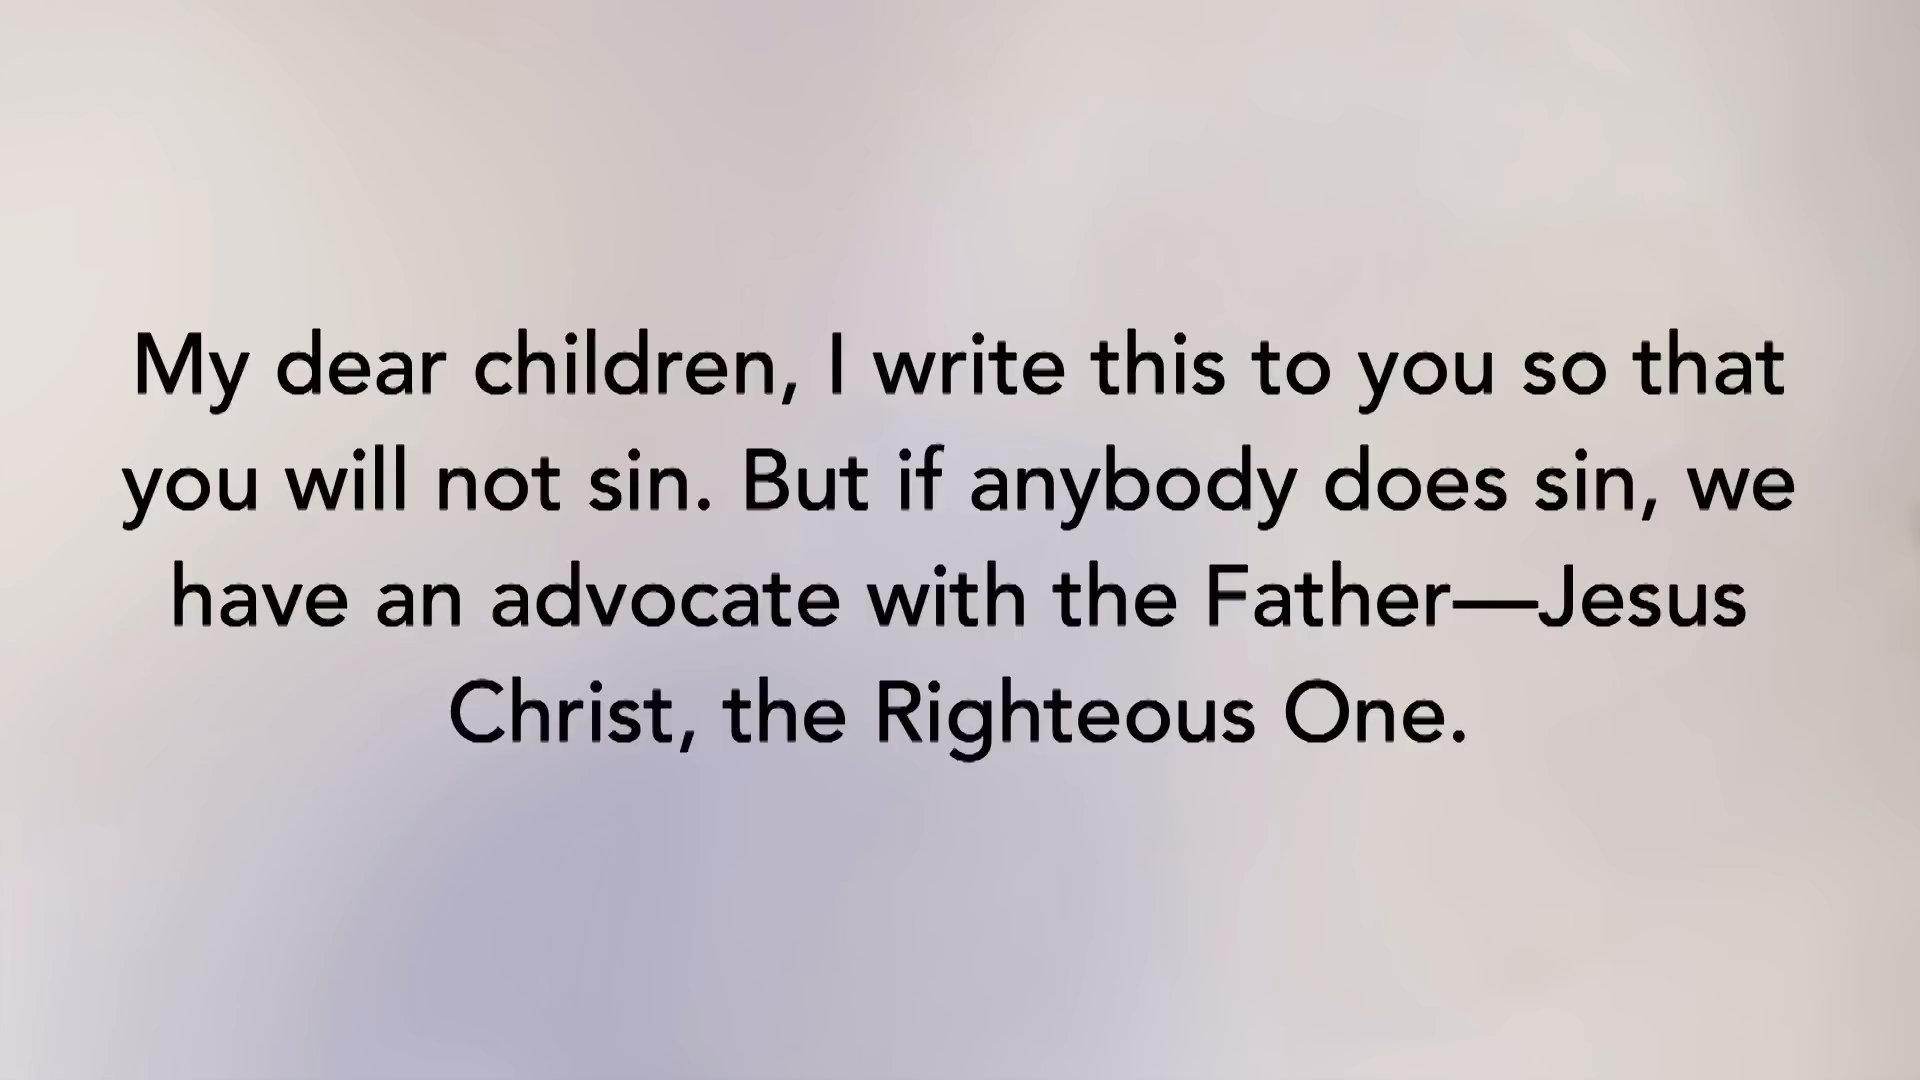 My dear children, I write this to you so that
you will not sin. But if anybody does sin, we
have an advocate with the Father—Jesus
Christ, the Righteous One.